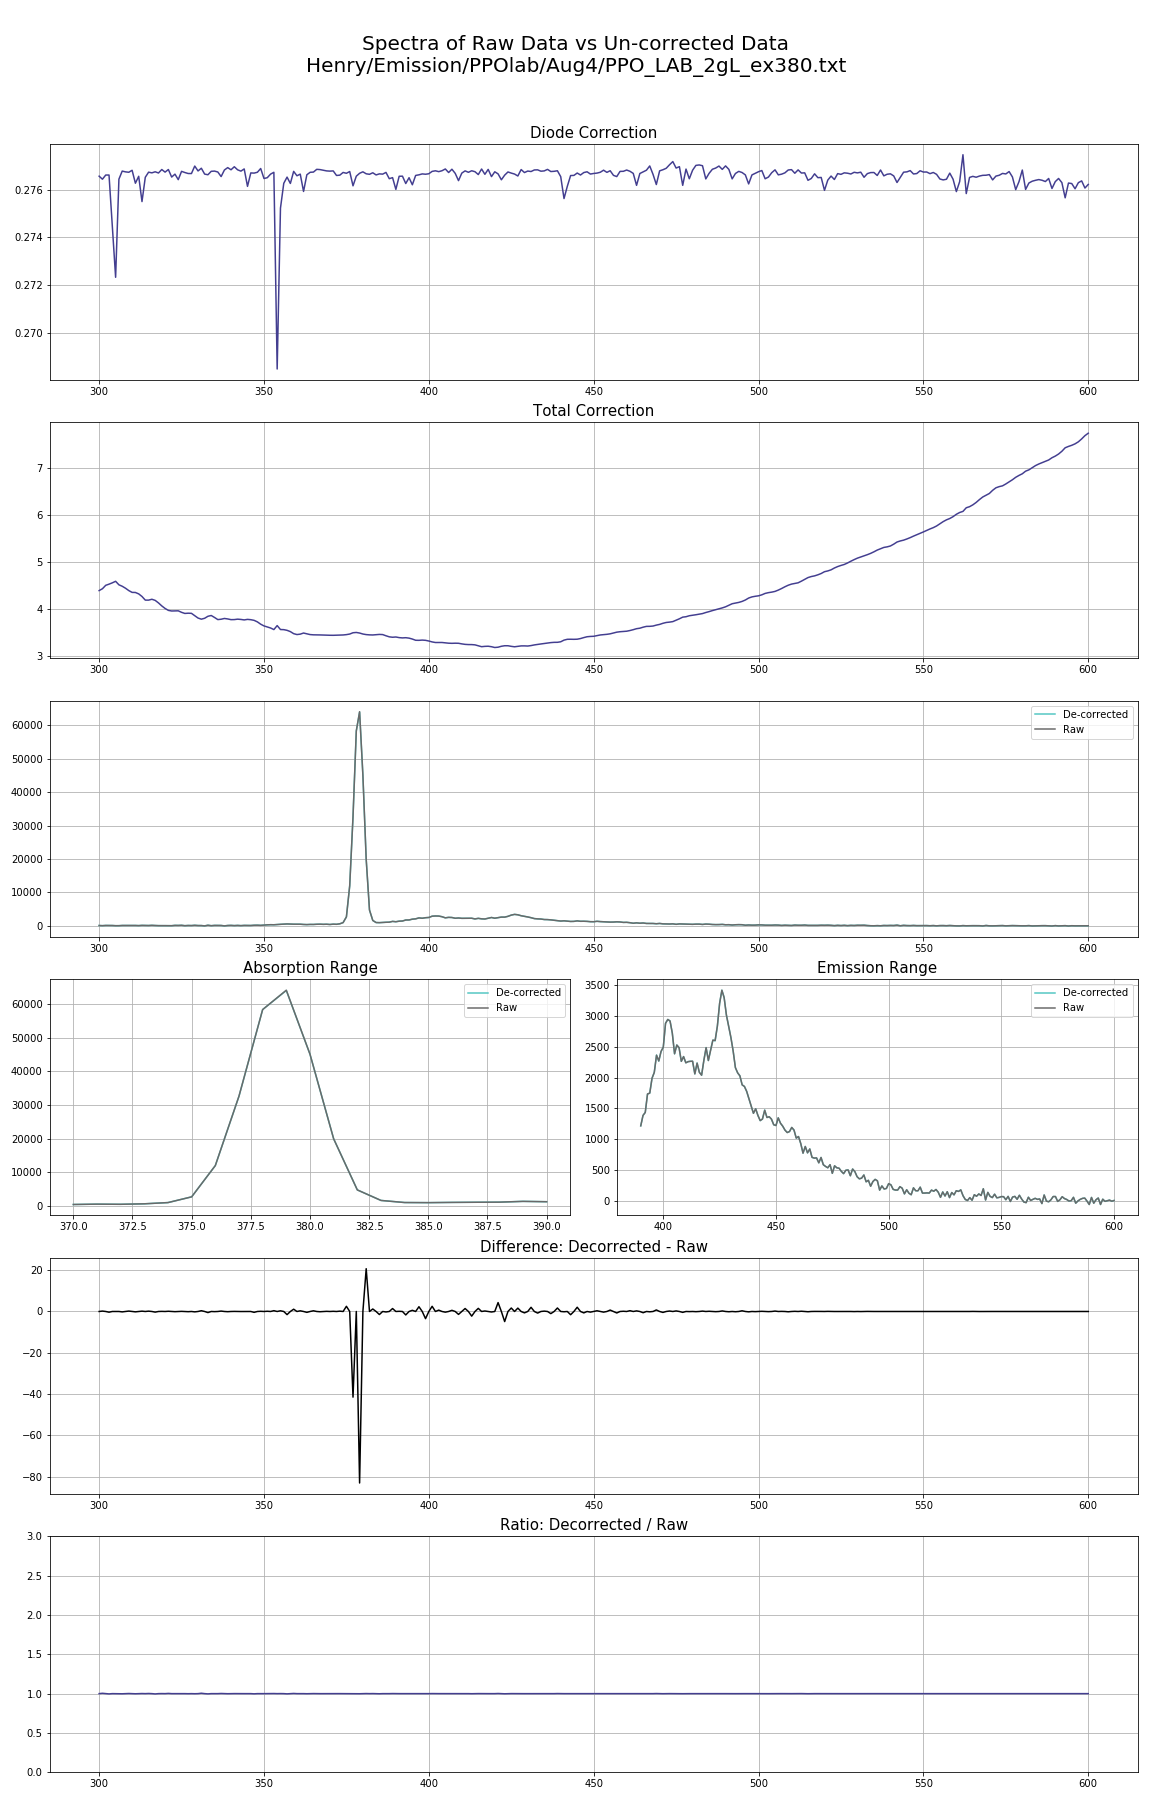 Spectra of Raw Data vs Un-corrected Data
Henry/Emission/PPOlab/Aug4/PPO_LAB_2gL_ex380.txt
Diode Correction
0.276
0.274
0.272
0.270
300 350 400 450 500 550 600
Total Correction
7
6
5
4
3
300 350 400 450 500 550 600
De-corrected
Raw
60000
50000
40000
30000
20000
10000
0
300 350 400 450 500 550 600
Absorption Range
De-corrected
Raw
60000
50000
40000
30000
20000
10000
0
370.0 372.5 375.0 377.5 380.0 382.5 385.0 387.5 390.0
Emission Range
De-corrected
Raw
3500
3000
2500
2000
1500
1000
500
0
400 450 500 550 600
Difference: Decorrected - Raw
20
0
−20
−40
−60
−80
300 350 400 450 500 550 600
Ratio: Decorrected / Raw
3.0
2.5
2.0
1.5
1.0
0.5
0.0
300 350 400 450 500 550 600